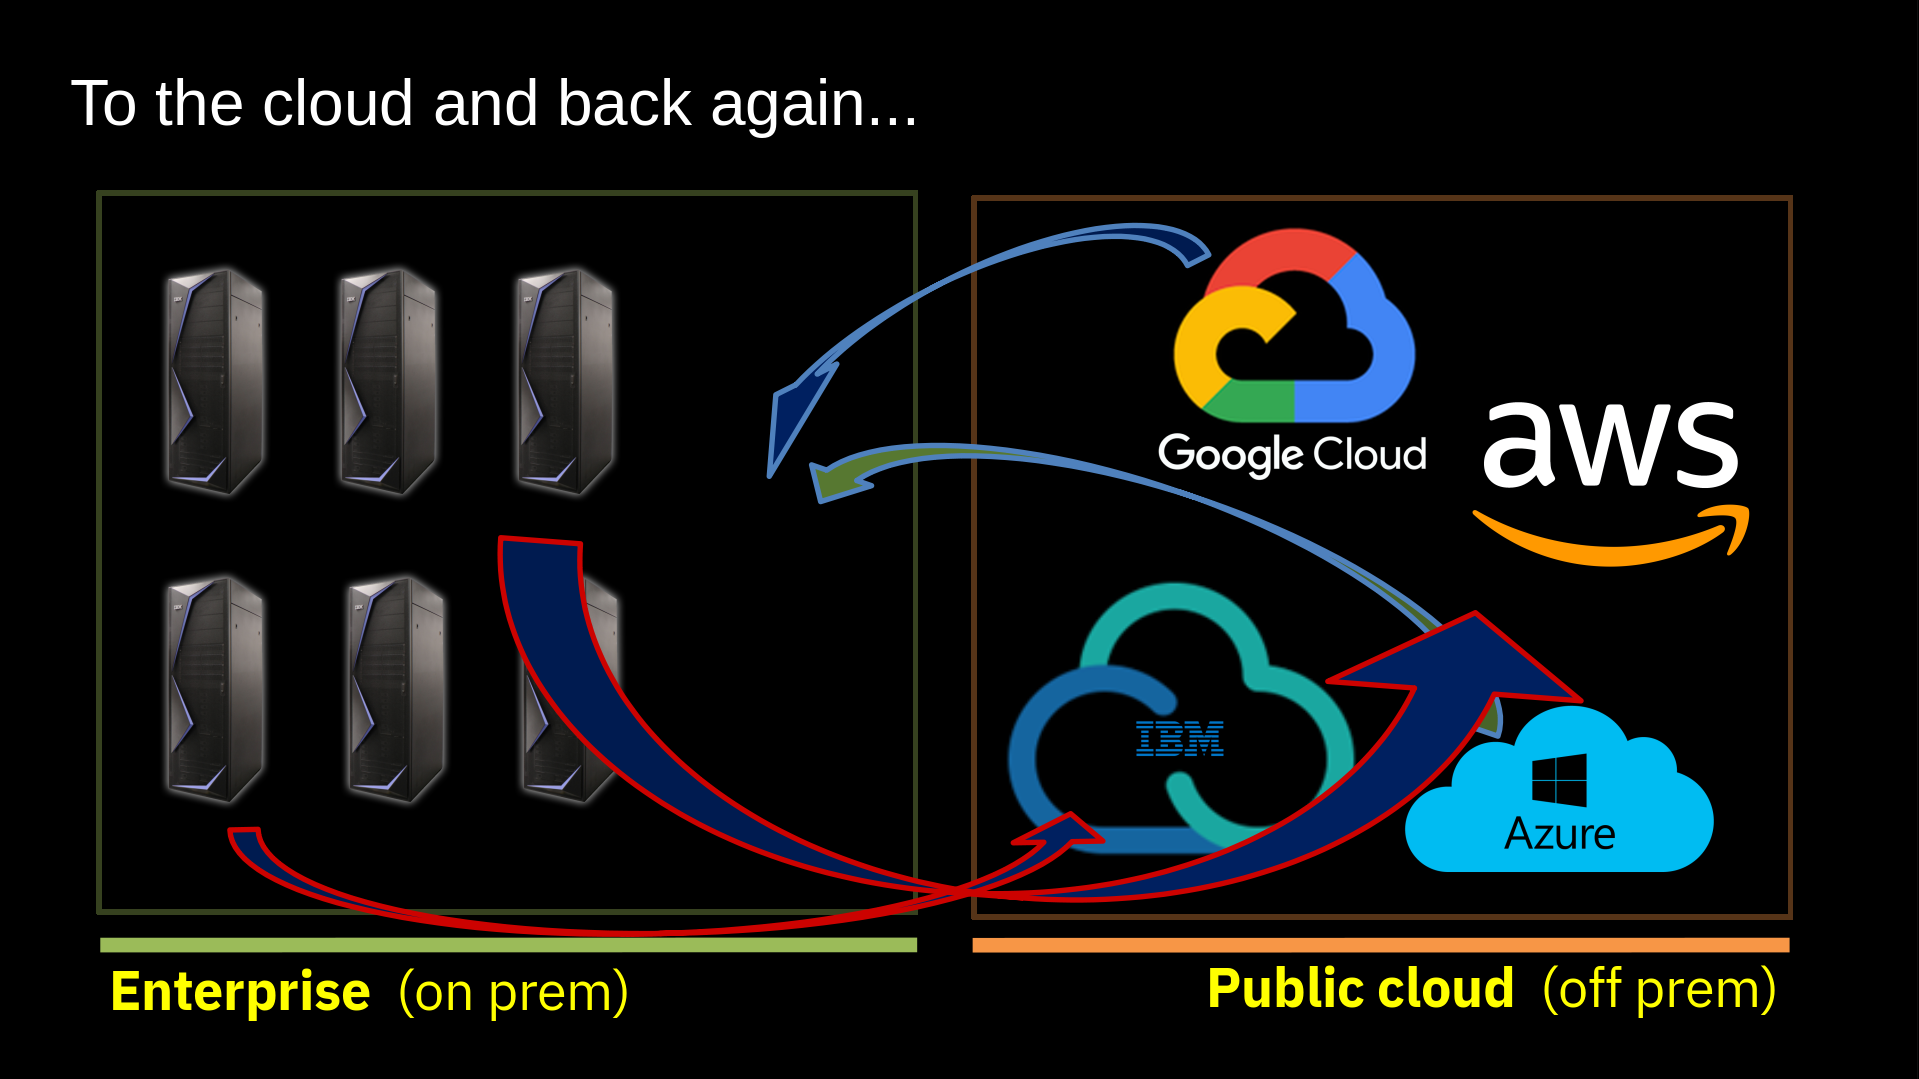 To the cloud and back again...
Google Cloud
aws
IBM
Azure
Enterprise (on prem)
Public cloud (off prem)